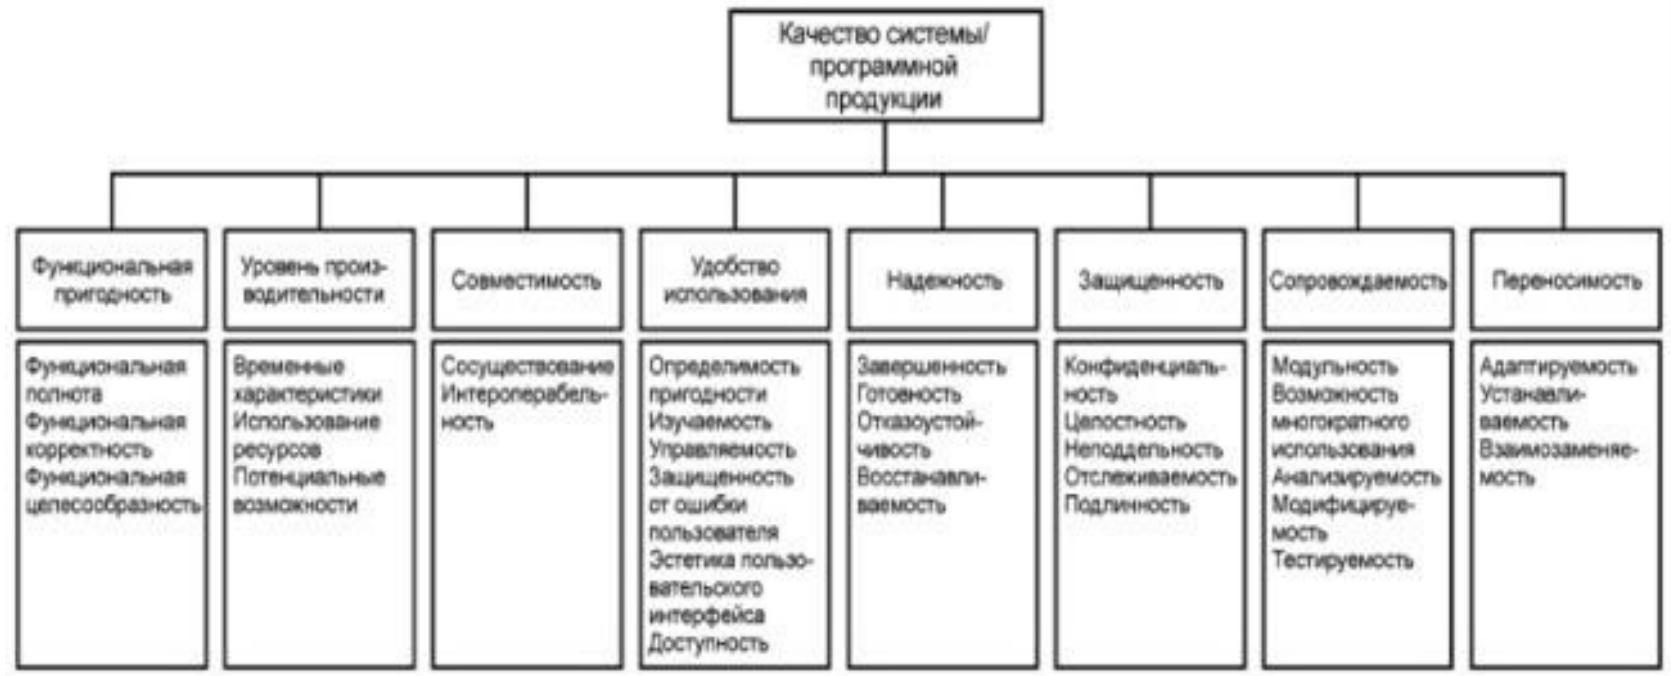 Качество системы/
программной
продукции
Функциональная
пригодность
Уровень произ-
водительности
Совместимость
Удобство
использования
Надежность
Защищенность
Сопровождаемость
Переносимость
Функциональная
полнота
Функциональная
корректность
Функциональная
целесообразность
Временные
характеристики
Использование
ресурсов
Потенциальные
возможности
Сосуществование
Интероперабель-
ность
Определимость
пригодности
Изучаемость
Управляемость
Защищенность
от ошибки
пользователя
Эстетика пользо-
вательского
интерфейса
Доступность
Завершенность
Готовность
Отказоустой-
чивость
Восстанавли-
ваемость
Конфиденциаль-
ность
Целостность
Неподдельность
Отслеживаемость
Подлинность
Модульность
Возможность
многократного
использования
Анализируемость
Модифицируе-
мость
Тестируемость
Адаптируемость
Устанавли-
ваемость
Взаимозаменяе-
мость